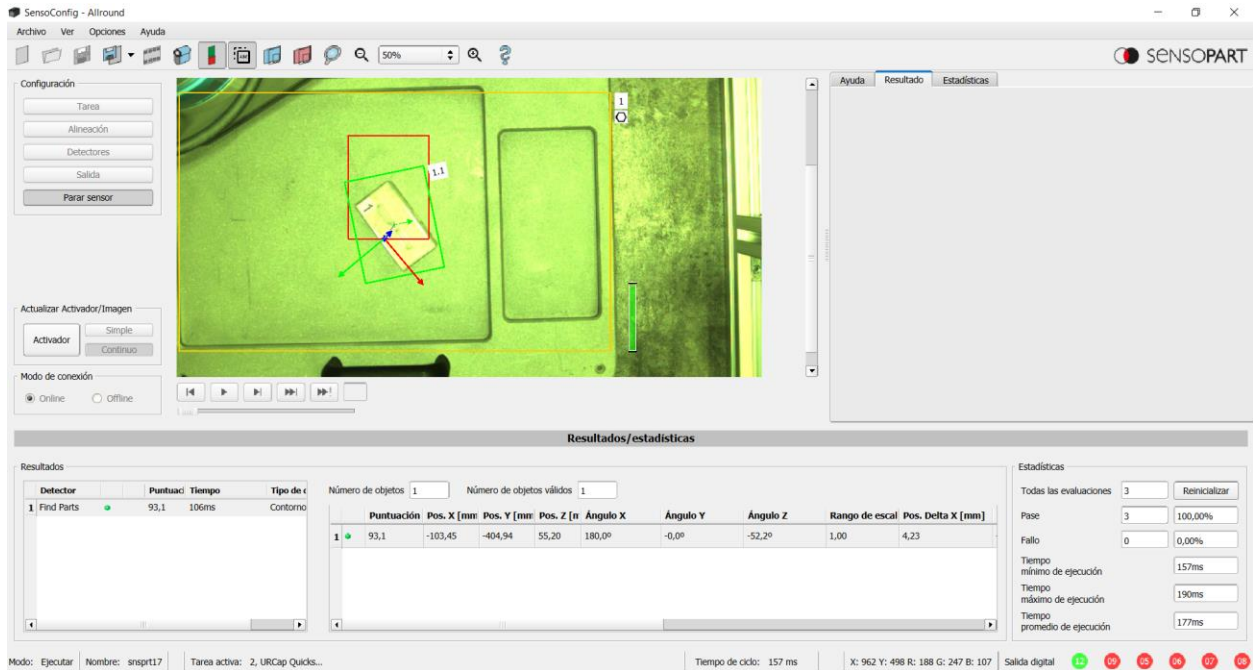 SensoConfig - Allround
Archivo Ver Opciones Ayuda
50%
SENSOPART
Configuración
Tarea
Alineación
Detectores
Salida
Parar sensor
Actualizar Activador/Imagen
Activador
Simple
Continuo
Modo de conexión
Online Offline
1
1.1
Ayuda Resultado Estadísticas
Resultados/estadísticas
Resultados
Detector Puntuaci Tiempo Tipo de c
1 Find Parts 93,1 106ms Contorno
Número de objetos 1 Número de objetos válidos 1
Puntuación Pos. X [mm Pos. Y [mm Pos. Z [m Ángulo X Ángulo Y Ángulo Z Rango de escal Pos. Delta X [mm]
1 93,1 -103,45 -404,94 55,20 180,0º -0,0º -52,2º 1,00 4,23
Estadísticas
Todas las evaluaciones 3 Reinicializar
Pase 3 100,00%
Fallo 0 0,00%
Tiempo
mínimo de ejecución 157ms
Tiempo
máximo de ejecución 190ms
Tiempo
promedio de ejecución 177ms
Modo: Ejecutar Nombre: snsprt17 Tarea activa: 2, URCap Quicks... Tiempo de ciclo: 157 ms X: 962 Y: 498 R: 188 G: 247 B: 107 Salida digital 12 09 05 06 07 08